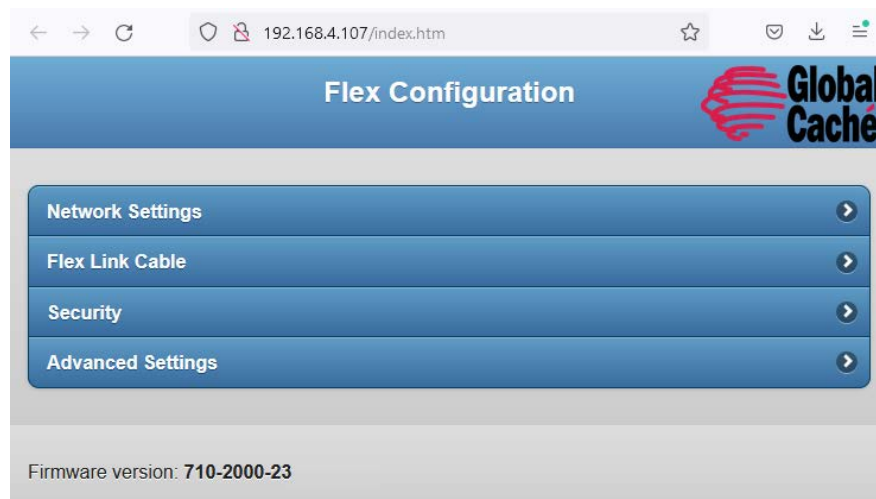 192.168.4.107/index.htm
Flex Configuration
Global
Caché
Network Settings
Flex Link Cable
Security
Advanced Settings
Firmware version: 710-2000-23